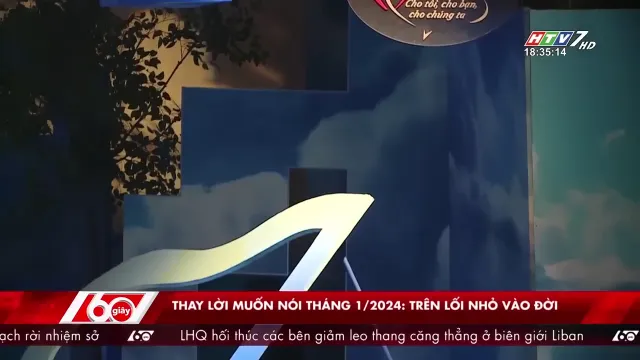 Cho tôi, cho bạn,
cho chúng ta
HTV7 HD
18:35:14
60 giây
THAY LỜI MUỐN NÓI THÁNG 1/2024: TRÊN LỐI NHỎ VÀO ĐỜI
ạch rời nhiệm sở 60 LHQ hối thúc các bên giảm leo thang căng thẳng ở biên giới Liban 60